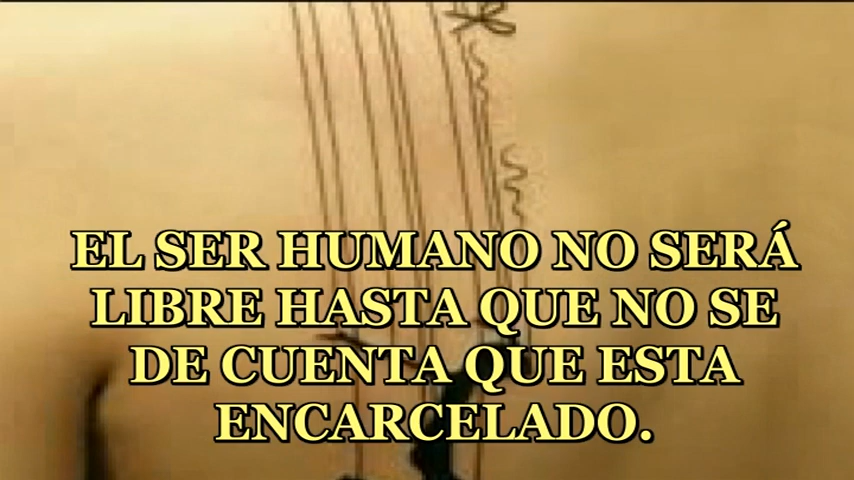 EL SER HUMANO NO SERÁ
LIBRE HASTA QUE NO SE
DE CUENTA QUE ESTA
ENCARCELADO.